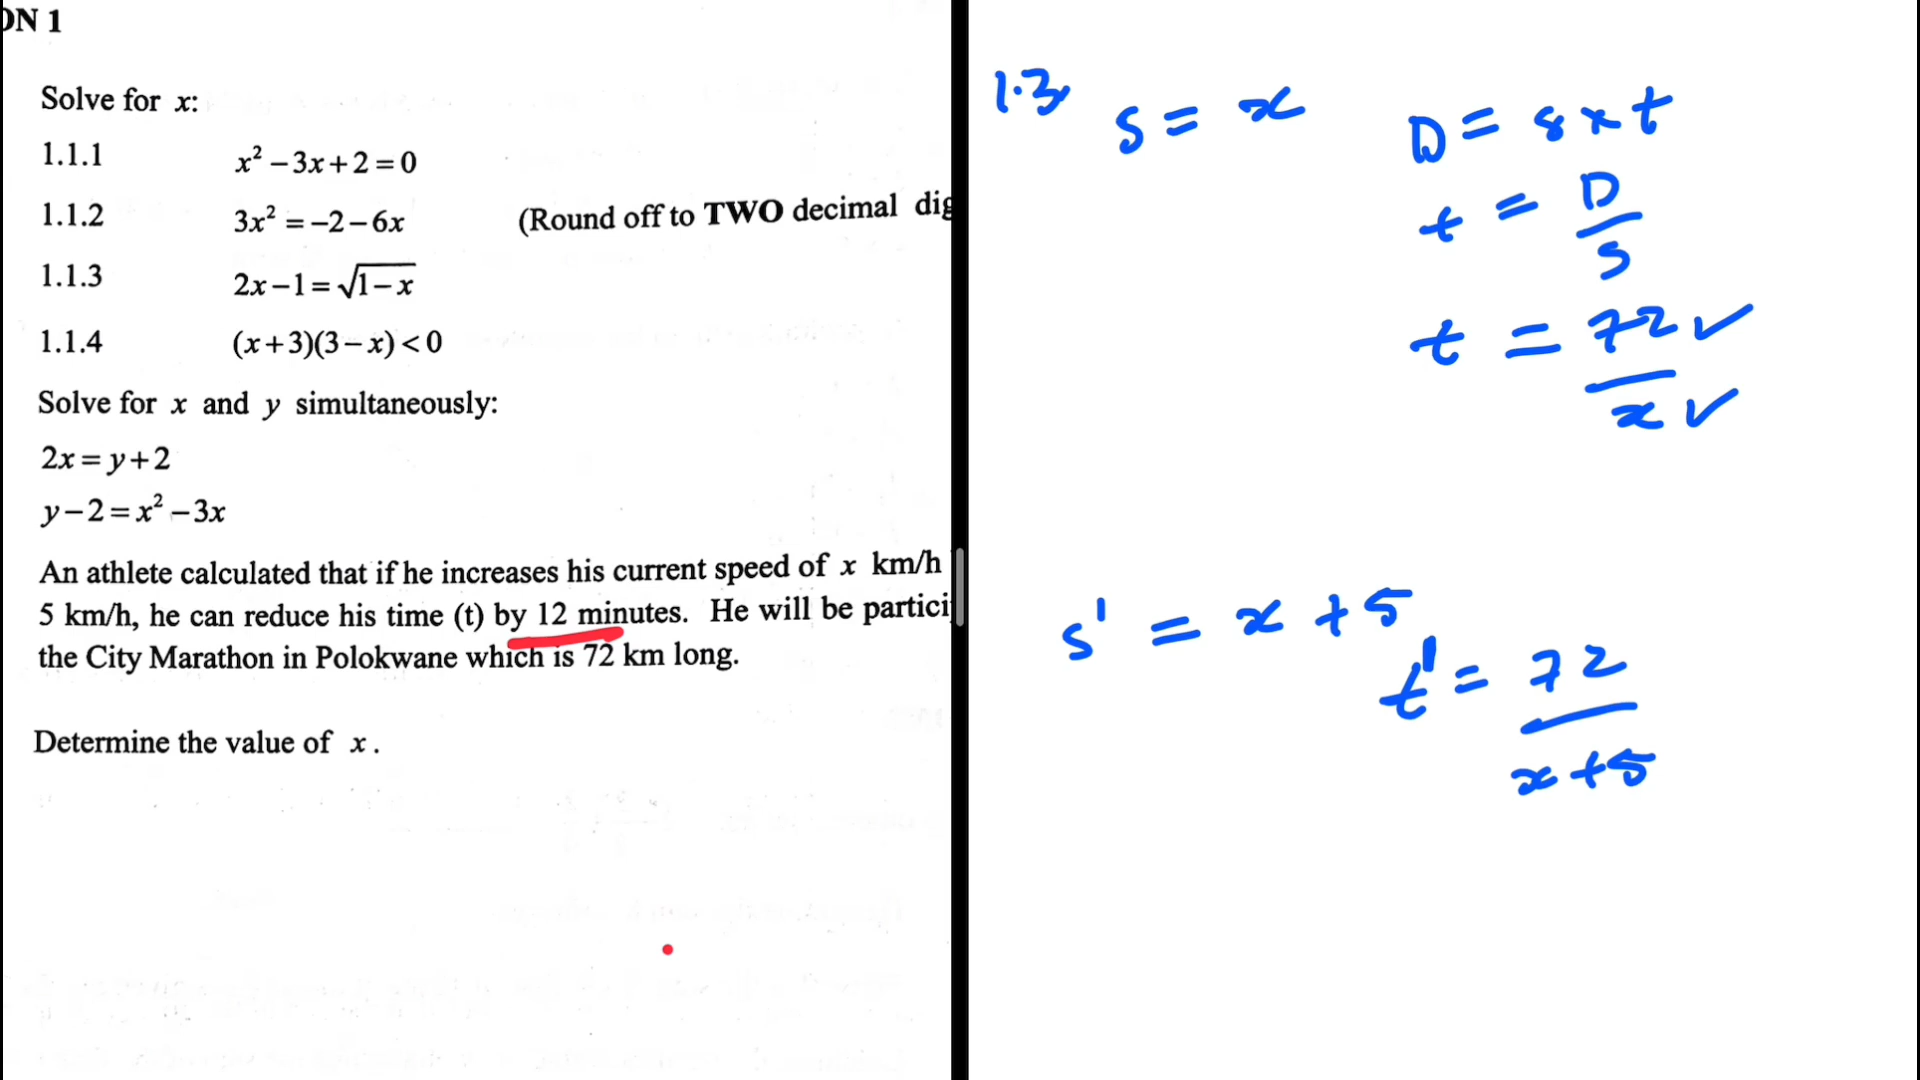 ON 1
Solve for x:
1.1.1 x² – 3x + 2 = 0
1.1.2 3x² = –2 – 6x (Round off to TWO decimal dig
1.1.3 2x – 1 = √(1 – x)
1.1.4 (x + 3)(3 – x) < 0
Solve for x and y simultaneously:
2x = y + 2
y – 2 = x² – 3x
An athlete calculated that if he increases his current speed of x km/h
5 km/h, he can reduce his time (t) by 12 minutes. He will be partici
the City Marathon in Polokwane which is 72 km long.
Determine the value of x.
1.3
S = x
D = s x t
t = D/S
t = 72/x
s' = x + 5
t' = 72/x+5